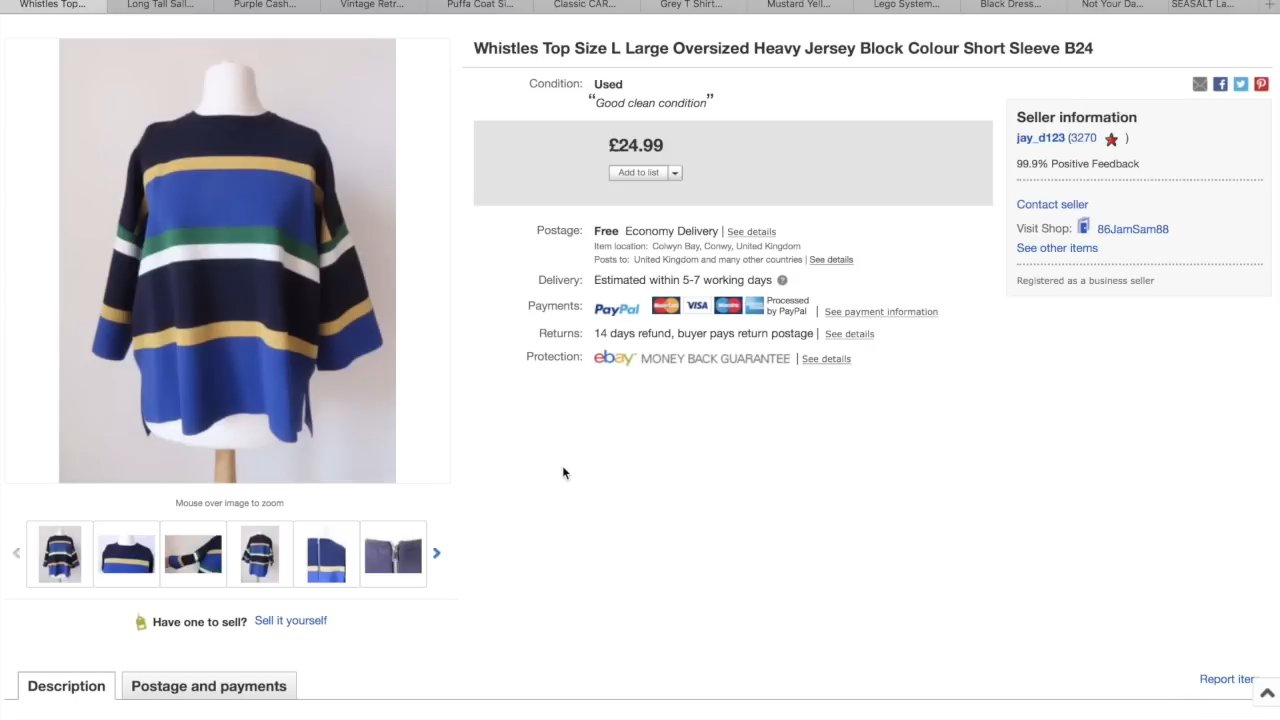 Whistles Top...
Long Tall Sall...
Purple Cash...
Vintage Retr...
Puffa Coat Si...
Classic CAR...
Grey T Shirt...
Mustard Yell...
Lego System...
Black Dress...
Not Your Da...
SEASALT La...
Whistles Top Size L Large Oversized Heavy Jersey Block Colour Short Sleeve B24
Condition: Used
“Good clean condition”
£24.99
Add to list
Postage: Free Economy Delivery | See details
Item location: Colwyn Bay, Conwy, United Kingdom
Posts to: United Kingdom and many other countries | See details
Delivery: Estimated within 5-7 working days ?
Payments: PayPal MasterCard VISA Processed by PayPal | See payment information
Returns: 14 days refund, buyer pays return postage | See details
Protection: ebay MONEY BACK GUARANTEE | See details
Seller information
jay_d123 (3270 )
99.9% Positive Feedback
Contact seller
Visit Shop: 86JamSam88
See other items
Registered as a business seller
Mouse over image to zoom
Have one to sell? Sell it yourself
Description
Postage and payments
Report item